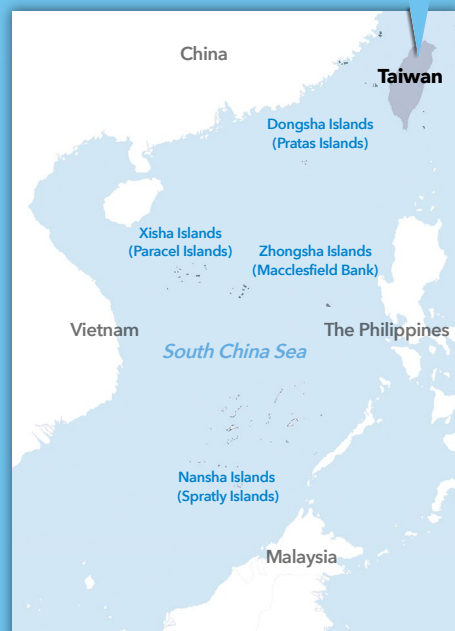 China
Taiwan
Dongsha Islands
(Pratas Islands)
Xisha Islands
(Paracel Islands)
Zhongsha Islands
(Macclesfield Bank)
Vietnam
The Philippines
South China Sea
Nansha Islands
(Spratly Islands)
Malaysia